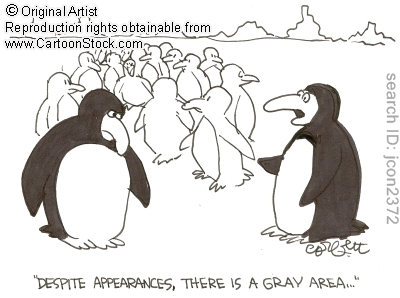 © Original Artist
Reproduction rights obtainable from
www.CartoonStock.com
search ID: jcon2372
"DESPITE APPEARANCES, THERE IS A GRAY AREA..."